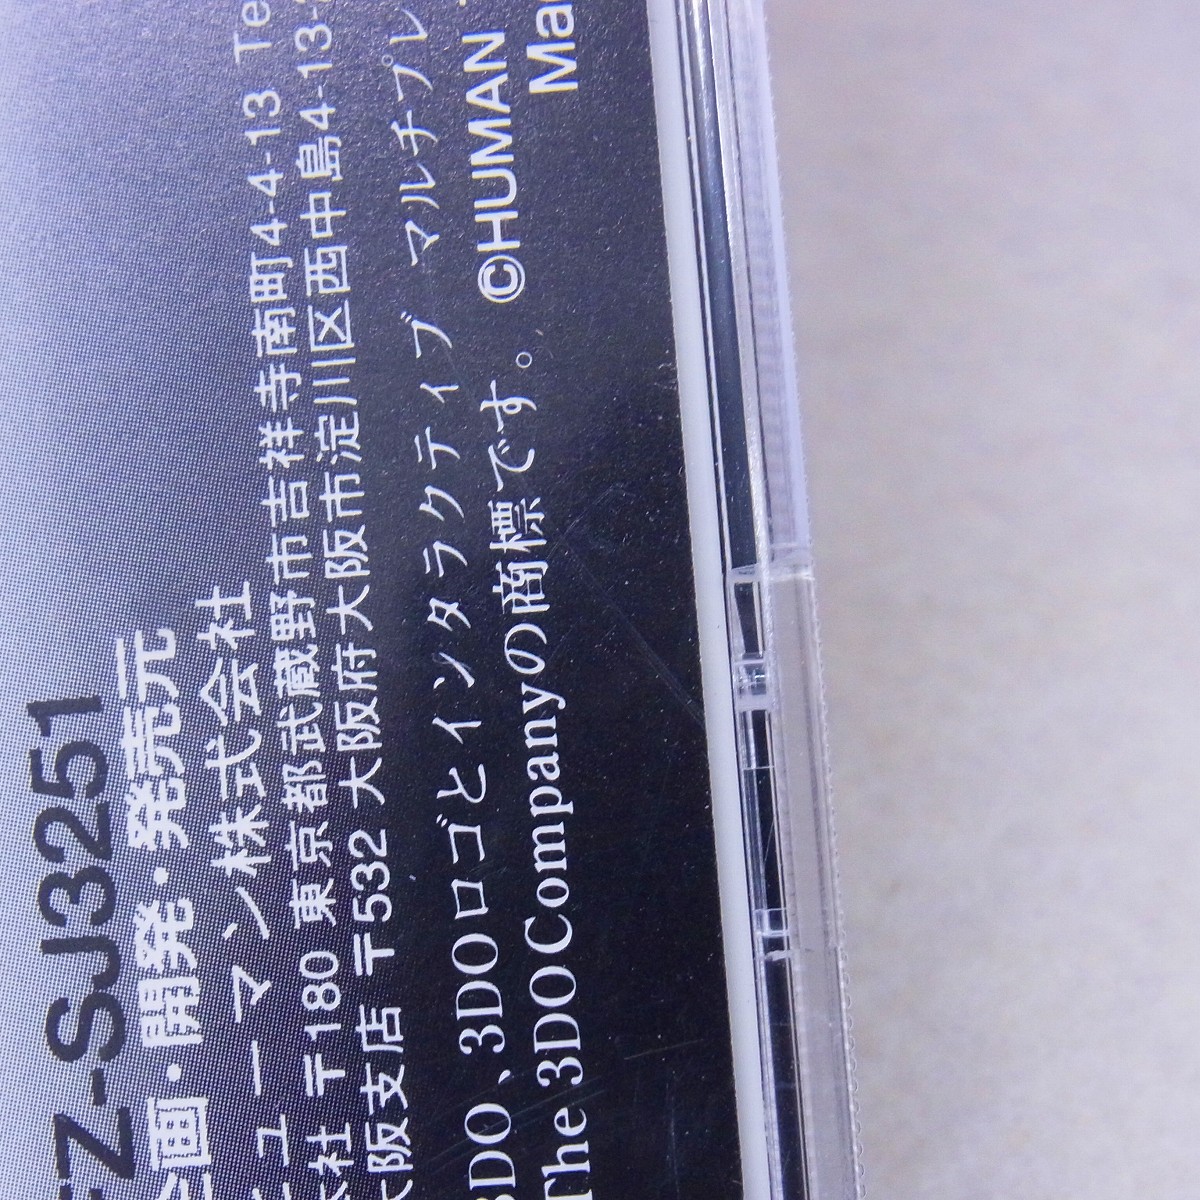 FZ-SJ3251
企画・開発・発売元
ヒューマン株式会社
本社 〒180 東京都武蔵野市吉祥寺南町4-4-13 Te
大阪支店 〒532 大阪府大阪市淀川区西中島4-13-
3DO、3DOロゴとインタラクティブ マルチプレ
The 3DO Companyの商標です。 ©HUMAN
Ma